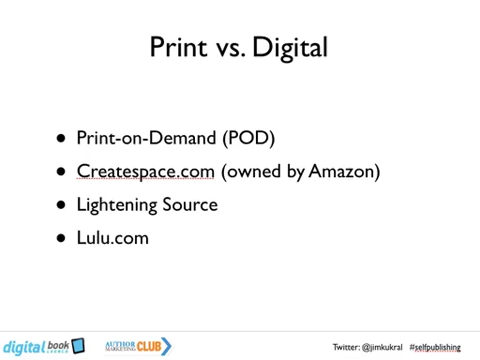 Print vs. Digital
• Print-on-Demand (POD)
• Createspace.com (owned by Amazon)
• Lightening Source
• Lulu.com
digital book
LAUNCH
AUTHOR
MARKETING CLUB
Twitter: @jimkukral #selfpublishing